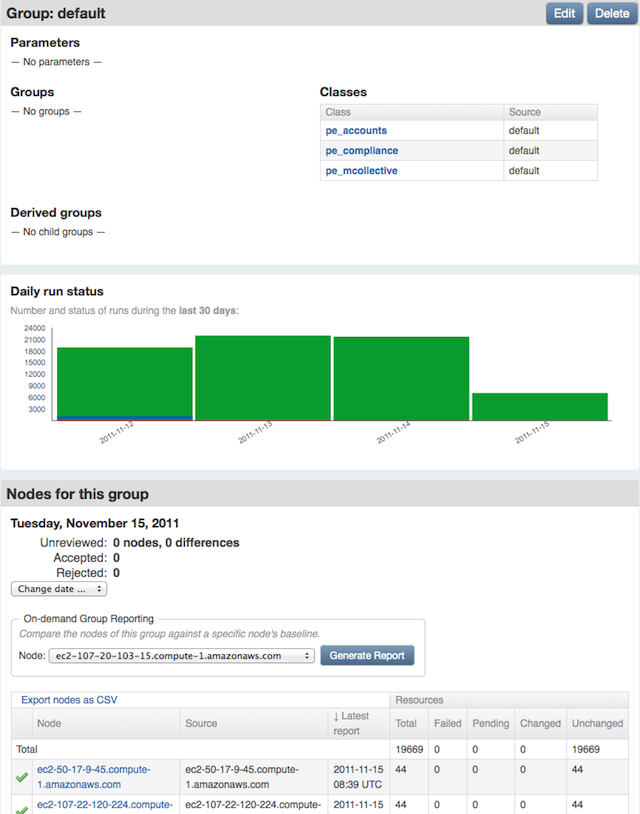 Group: default
Edit
Delete
Parameters
— No parameters —
Groups
— No groups —
Classes
Class Source
pe_accounts default
pe_compliance default
pe_mcollective default
Derived groups
— No child groups —
Daily run status
Number and status of runs during the last 30 days:
24000
21000
18000
15000
12000
9000
6000
3000
2011-11-12
2011-11-13
2011-11-14
2011-11-15
Nodes for this group
Tuesday, November 15, 2011
Unreviewed: 0 nodes, 0 differences
Accepted: 0
Rejected: 0
Change date ...
On-demand Group Reporting
Compare the nodes of this group against a specific node's baseline.
Node: ec2-107-20-103-15.compute-1.amazonaws.com
Generate Report
Export nodes as CSV
Resources
Node Source ↓ Latest report Total Failed Pending Changed Unchanged
Total 19669 0 0 0 19669
ec2-50-17-9-45.compute- ec2-50-17-9-45.compute- 2011-11-15 44 0 0 0 44
1.amazonaws.com 1.amazonaws.com 08:39 UTC
ec2-107-22-120-224.compute- ec2-107-22-120-224.compute- 2011-11-15 44 0 0 0 44